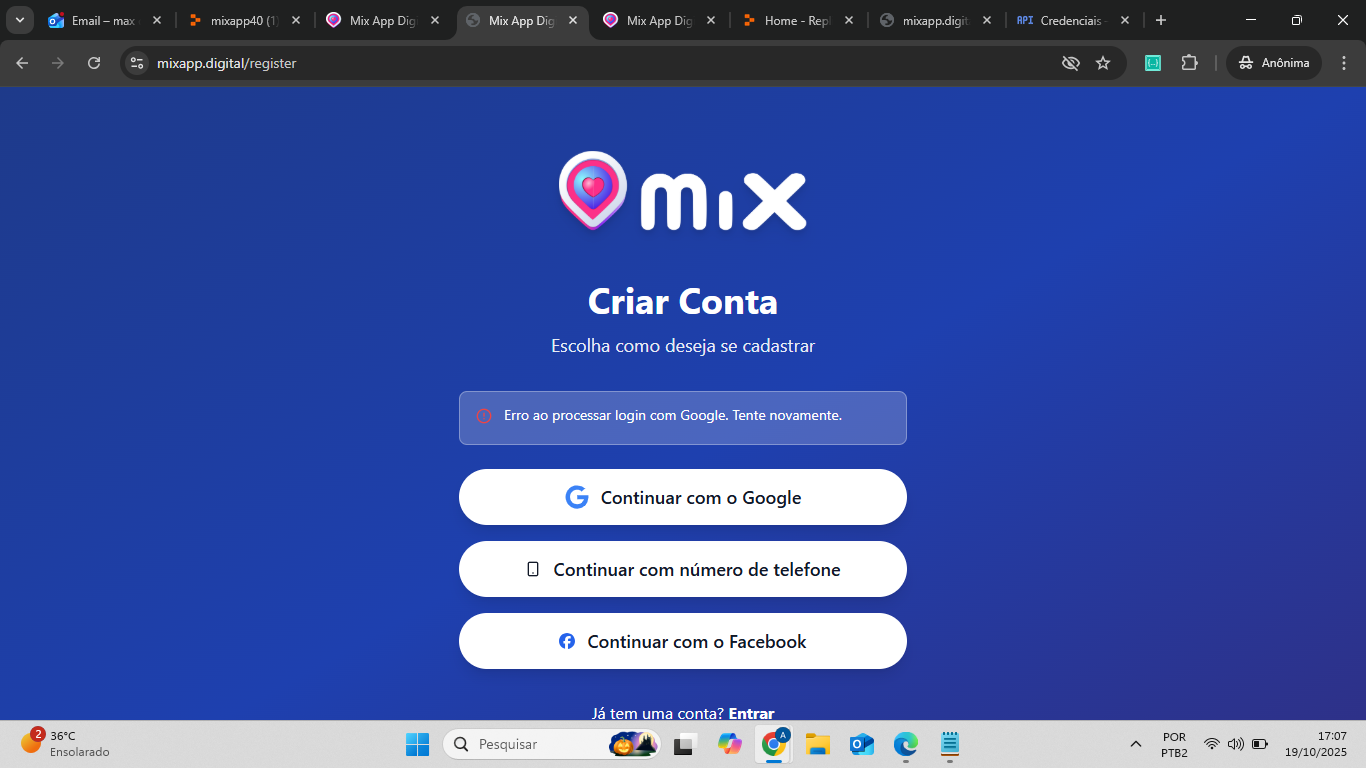 Email – max
mixapp40 (1)
Mix App Dig
Mix App Dig
Mix App Dig
Home - Repl
mixapp.digit
API Credenciais
mixapp.digital/register
Anônima
mix
Criar Conta
Escolha como deseja se cadastrar
Erro ao processar login com Google. Tente novamente.
Continuar com o Google
Continuar com número de telefone
Continuar com o Facebook
Já tem uma conta? Entrar
2
36°C
Ensolarado
Pesquisar
A
POR
PTB2
17:07
19/10/2025